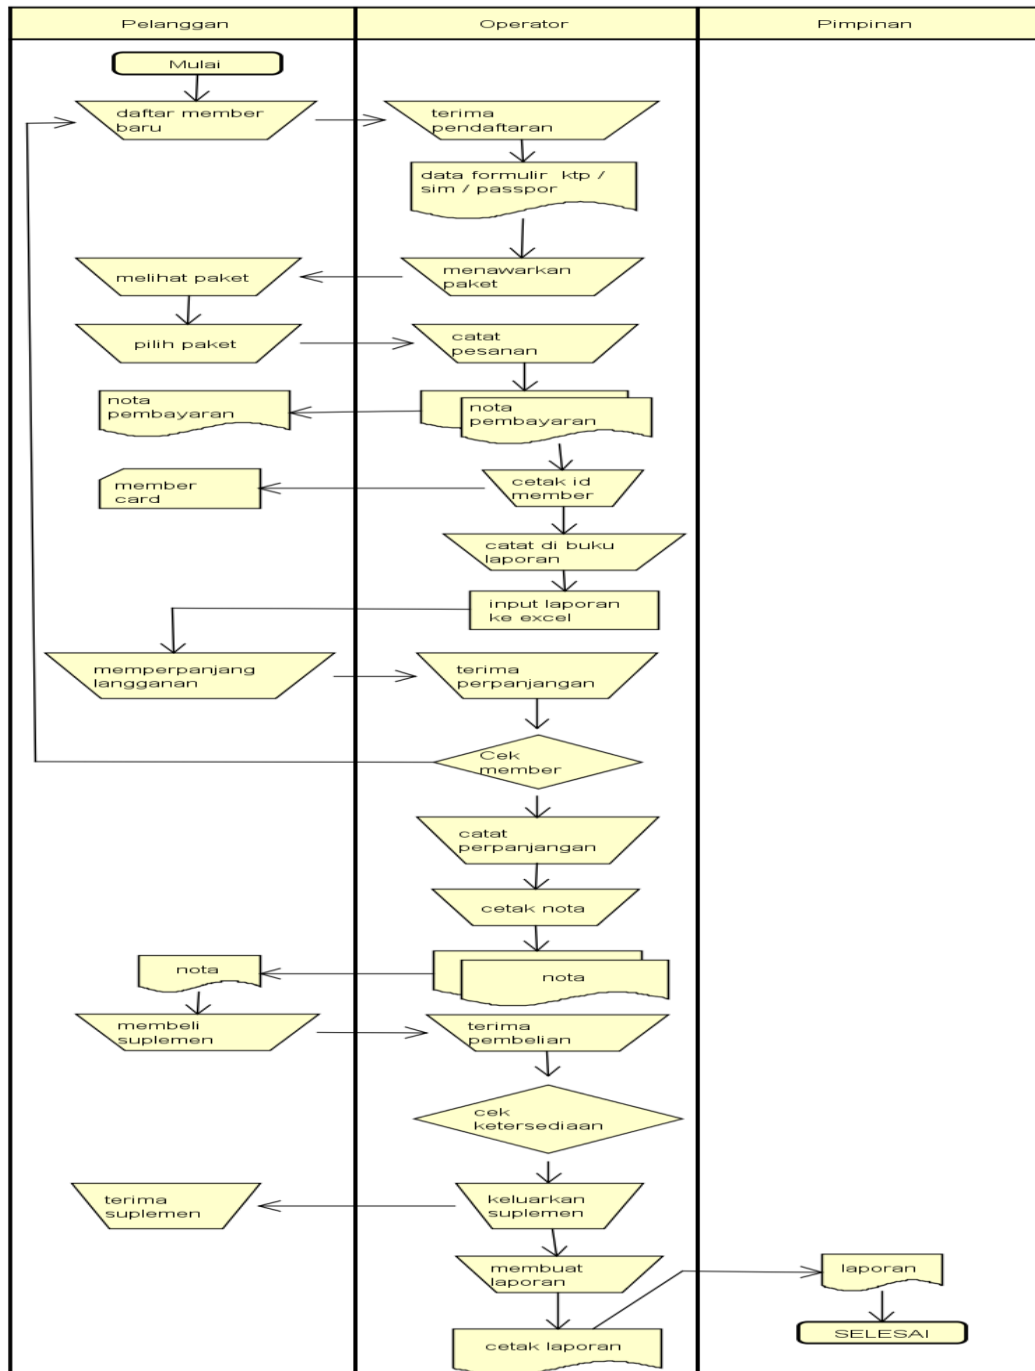 Pelanggan
Operator
Pimpinan
Mulai
daftar member
baru
terima
pendaftaran
data formulir ktp /
sim / passpor
melihat paket
menawarkan
paket
pilih paket
catat
pesanan
nota
pembayaran
nota
pembayaran
member
card
cetak id
member
catat di buku
laporan
input laporan
ke excel
memperpanjang
langganan
terima
perpanjangan
Cek
member
catat
perpanjangan
cetak nota
nota
nota
membeli
suplemen
terima
pembelian
cek
ketersediaan
terima
suplemen
keluarkan
suplemen
membuat
laporan
laporan
cetak laporan
SELESAI